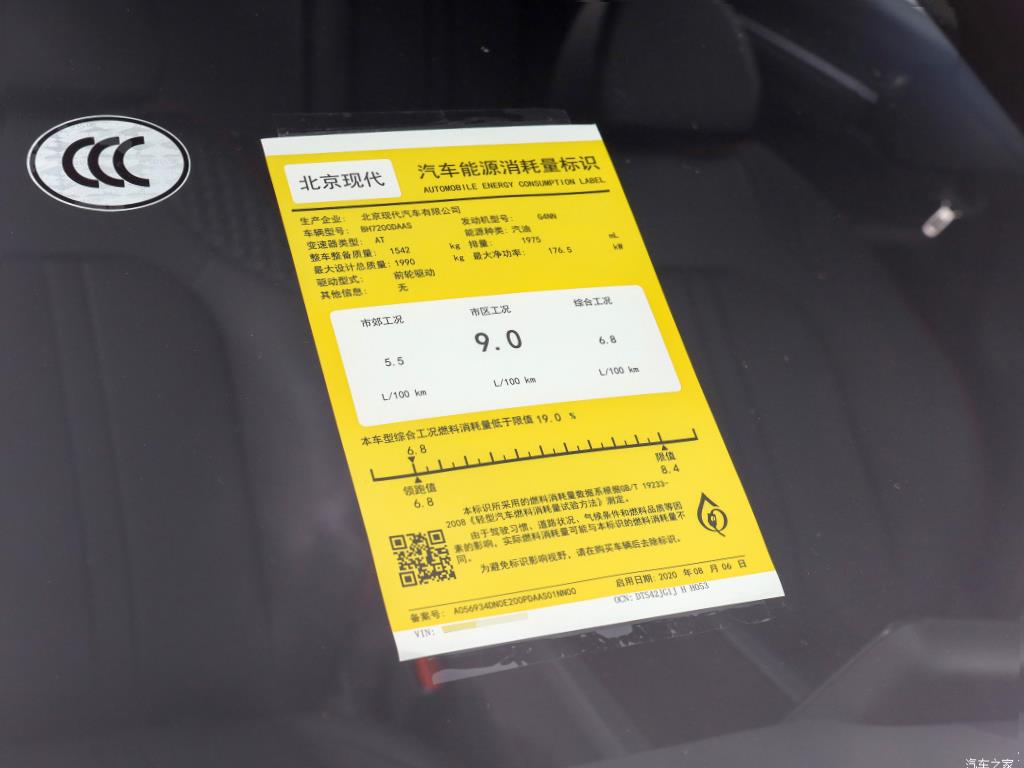 CCC
北京现代
汽车能源消耗量标识
AUTOMOBILE ENERGY CONSUMPTION LABEL
生产企业: 北京现代汽车有限公司
车辆型号: BH7200DAAS 发动机型号: G4NN
变速器类型: AT 能源种类: 汽油
整车整备质量: 1542 kg 排量: 1975 mL
最大设计总质量: 1990 kg 最大净功率: 176.5 kW
驱动型式: 前轮驱动
其他信息: 无
市郊工况 市区工况 综合工况
5.5 9.0 6.8
L/100 km L/100 km L/100 km
本车型综合工况燃料消耗量低于限值 19.0 %
6.8
领跑值 限值
6.8 8.4
本标识所采用的燃料消耗量数据系根据GB/T 19233-
2008《轻型汽车燃料消耗量试验方法》测定。
由于驾驶习惯、道路状况、气候条件和燃料品质等因
素的影响,实际燃料消耗量可能与本标识的燃料消耗量不
同。
为避免标识影响视野,请在购买车辆后去除标识。
备案号: A056934DN0E200PDAAS01NN00 启用日期: 2020 年 08 月 06 日
VIN: OCN: DTS42JG1J H H053
汽车之家